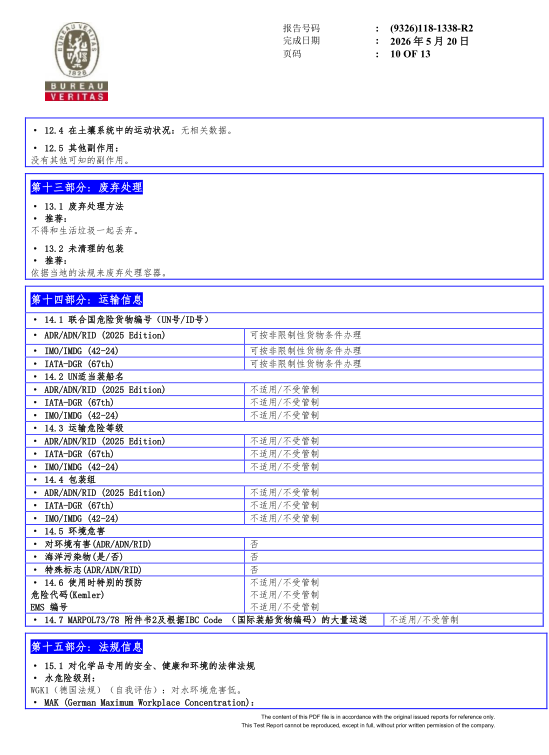 BUREAU VERITAS
1828
BUREAU
VERITAS
报告号码 : (9326)118-1338-R2
完成日期 : 2026 年 5 月 20 日
页码 : 10 OF 13
• 12.4 在土壤系统中的运动状况: 无相关数据。
• 12.5 其他副作用:
没有其他可知的副作用。
第十三部分: 废弃处理
• 13.1 废弃处理方法
• 推荐:
不得和生活垃圾一起丢弃。
• 13.2 未清理的包装
• 推荐:
依据当地的法规来废弃处理容器。
第十四部分: 运输信息
• 14.1 联合国危险货物编号（UN号/ID号）
• ADR/ADN/RID (2025 Edition) 可按非限制性货物条件办理
• IMO/IMDG (42-24) 可按非限制性货物条件办理
• IATA-DGR (67th) 可按非限制性货物条件办理
• 14.2 UN适当装船名
• ADR/ADN/RID (2025 Edition) 不适用/不受管制
• IATA-DGR (67th) 不适用/不受管制
• IMO/IMDG (42-24) 不适用/不受管制
• 14.3 运输危险等级
• ADR/ADN/RID (2025 Edition) 不适用/不受管制
• IATA-DGR (67th) 不适用/不受管制
• IMO/IMDG (42-24) 不适用/不受管制
• 14.4 包装组
• ADR/ADN/RID (2025 Edition) 不适用/不受管制
• IATA-DGR (67th) 不适用/不受管制
• IMO/IMDG (42-24) 不适用/不受管制
• 14.5 环境危害
• 对环境有害(ADR/ADN/RID) 否
• 海洋污染物(是/否) 否
• 特殊标志(ADR/ADN/RID) 否
• 14.6 使用时特别的预防 不适用/不受管制
危险代码(Kemler) 不适用/不受管制
EMS 编号 不适用/不受管制
• 14.7 MARPOL73/78 附件书2及根据IBC Code （国际装船货物编码）的大量运送 不适用/不受管制
第十五部分: 法规信息
• 15.1 对化学品专用的安全、健康和环境的法律法规
• 水危险级别:
WGK1（德国法规）（自我评估）; 对水环境危害低。
• MAK (German Maximum Workplace Concentration):
The content of this PDF file is in accordance with the original issued reports for reference only.
This Test Report cannot be reproduced, except in full, without prior written permission of the company.